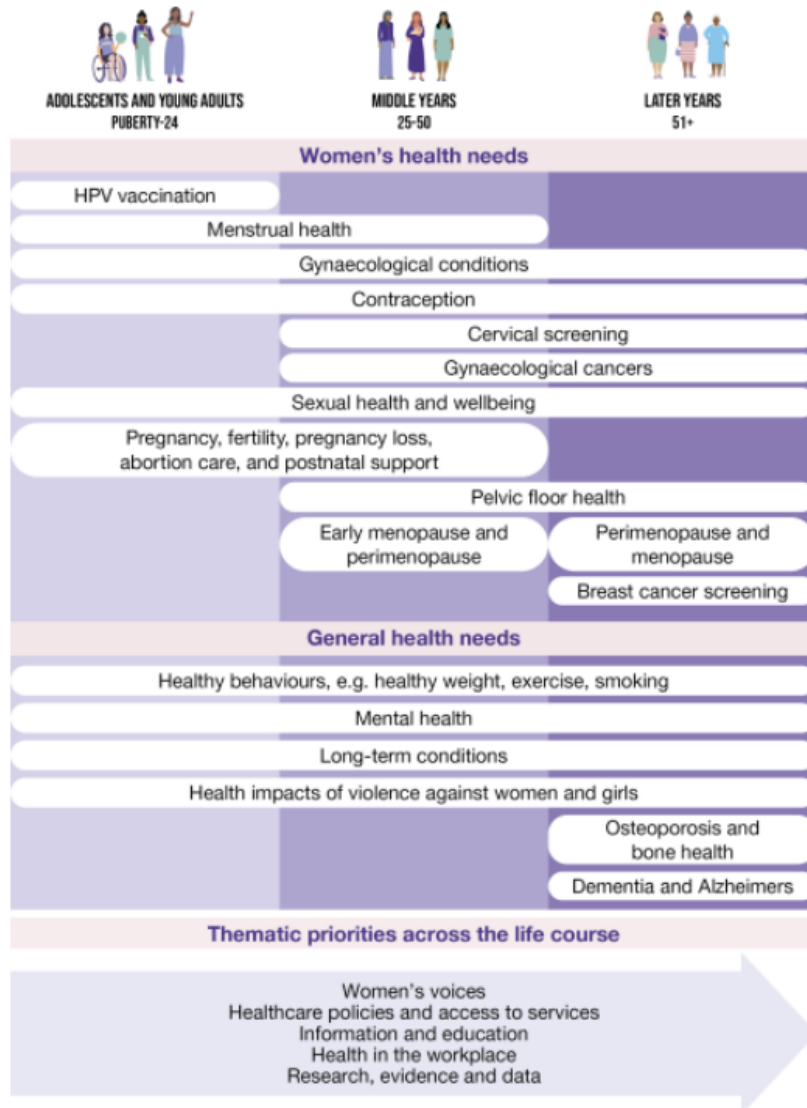 ADOLESCENTS AND YOUNG ADULTS
PUBERTY-24
MIDDLE YEARS
25-50
LATER YEARS
51+
Women's health needs
HPV vaccination
Menstrual health
Gynaecological conditions
Contraception
Cervical screening
Gynaecological cancers
Sexual health and wellbeing
Pregnancy, fertility, pregnancy loss,
abortion care, and postnatal support
Pelvic floor health
Early menopause and
perimenopause
Perimenopause and
menopause
Breast cancer screening
General health needs
Healthy behaviours, e.g. healthy weight, exercise, smoking
Mental health
Long-term conditions
Health impacts of violence against women and girls
Osteoporosis and
bone health
Dementia and Alzheimers
Thematic priorities across the life course
Women's voices
Healthcare policies and access to services
Information and education
Health in the workplace
Research, evidence and data